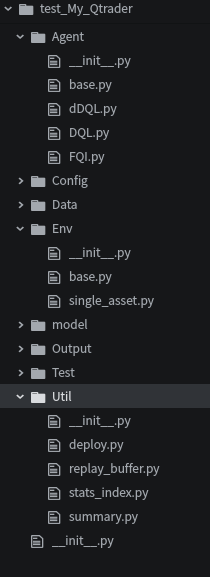 test_My_Qtrader
Agent
__init__.py
base.py
dDQL.py
DQL.py
FQI.py
Config
Data
Env
__init__.py
base.py
single_asset.py
model
Output
Test
Util
__init__.py
deploy.py
replay_buffer.py
stats_index.py
summary.py
__init__.py